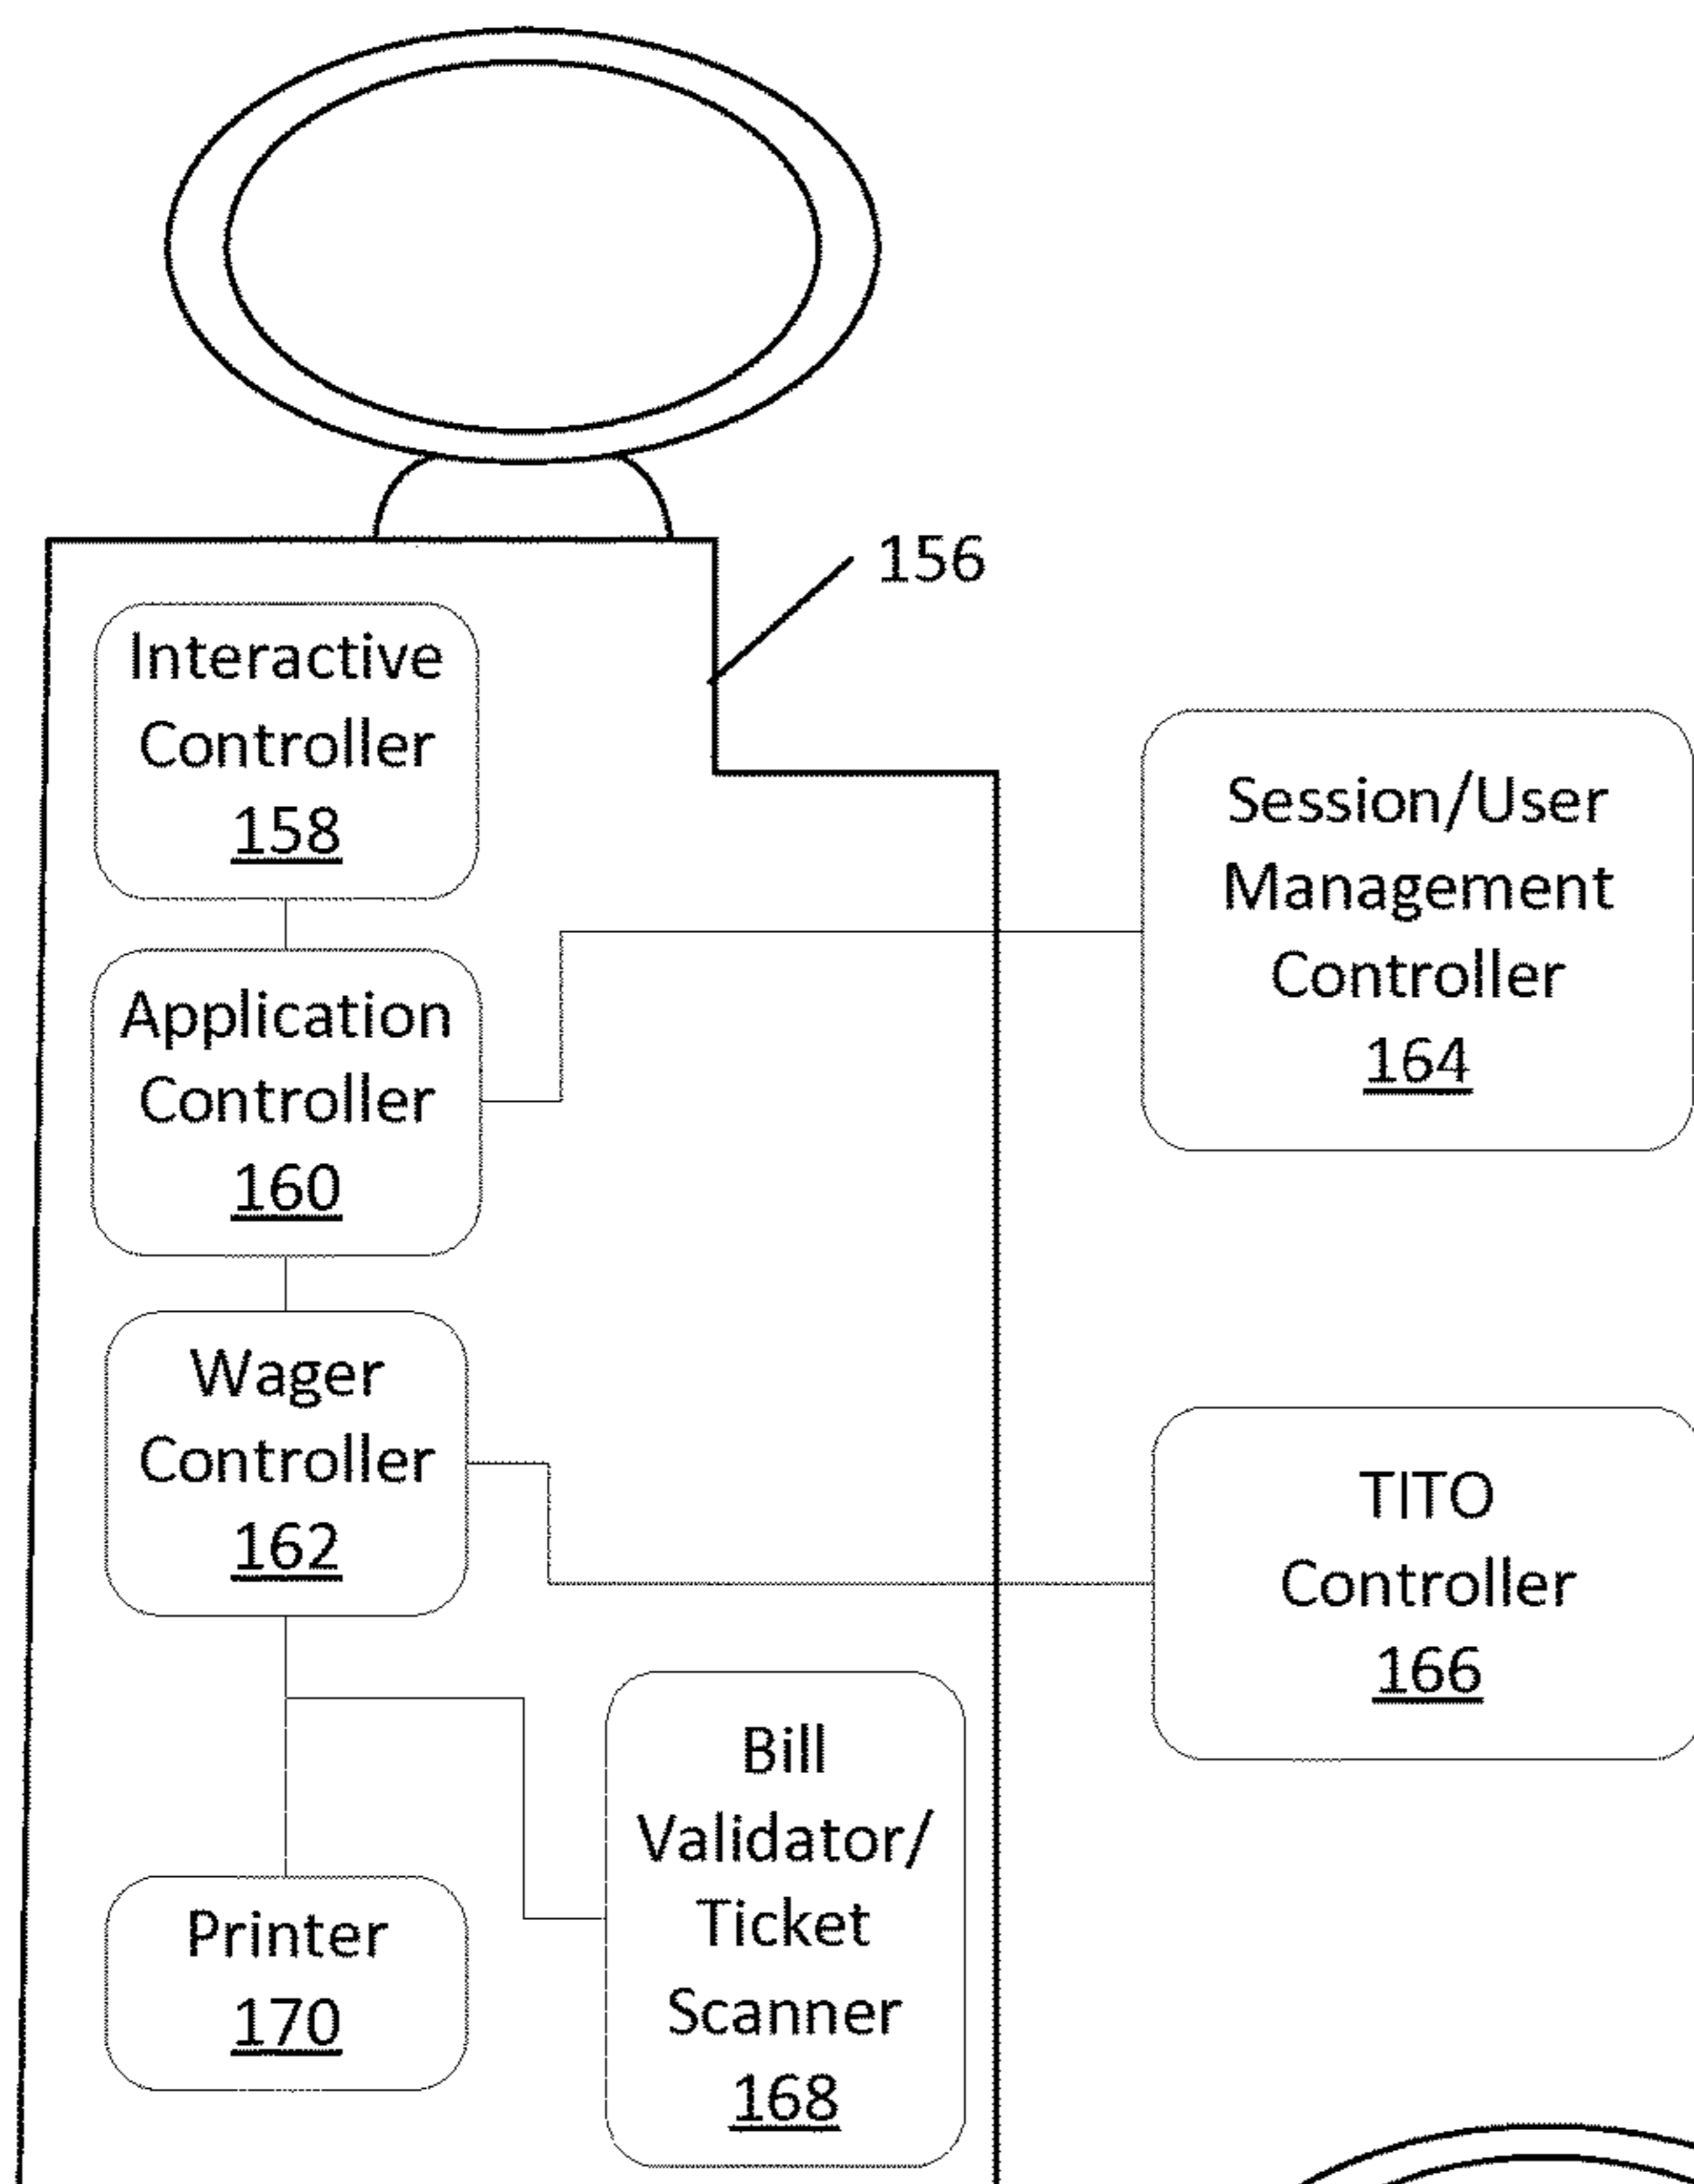 156
Interactive
Controller
158
Application
Controller
160
Wager
Controller
162
Printer
170
Bill
Validator/
Ticket
Scanner
168
Session/User
Management
Controller
164
TITO
Controller
166